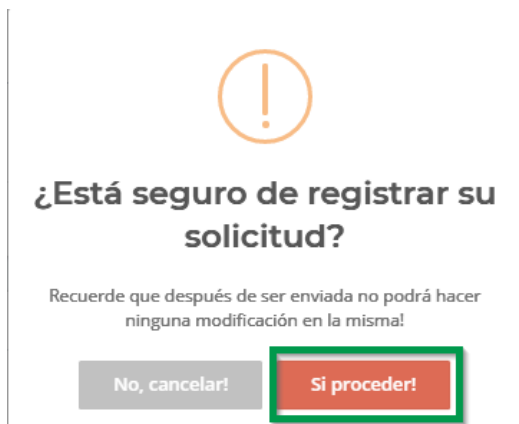 ¿Está seguro de registrar su
solicitud?
Recuerde que después de ser enviada no podrá hacer
ninguna modificación en la misma!
No, cancelar!
Si proceder!